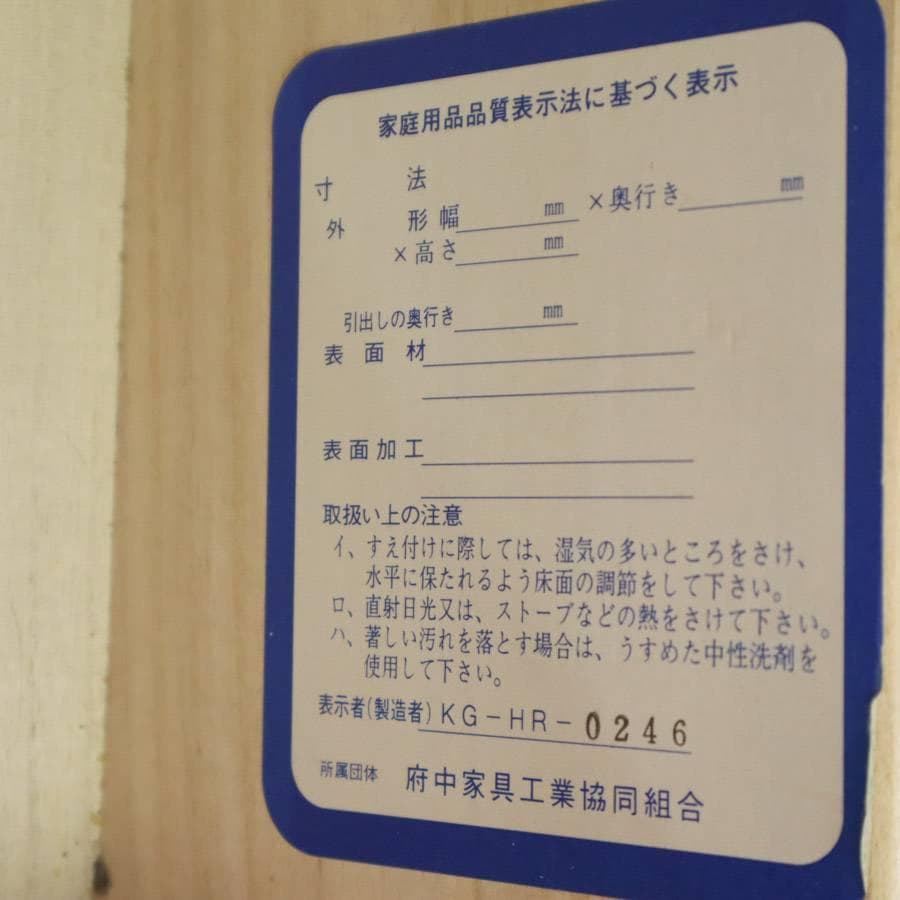 家庭用品品質表示法に基づく表示
寸 法
外 形 幅 mm ×奥行き mm
×高さ mm
引出しの奥行き mm
表 面 材
表面加工
取扱い上の注意
イ、すえ付けに際しては、湿気の多いところをさけ、
水平に保たれるよう床面の調節をして下さい。
ロ、直射日光又は、ストーブなどの熱をさけて下さい。
ハ、著しい汚れを落とす場合は、うすめた中性洗剤を
使用して下さい。
表示者(製造者) KG-HR-0246
所属団体 府中家具工業協同組合